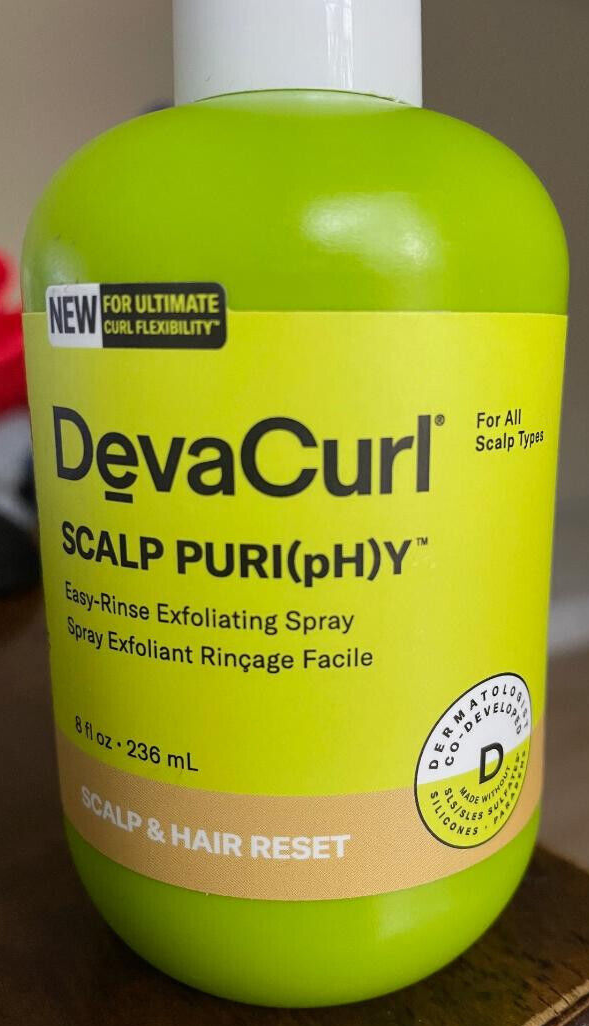 NEW FOR ULTIMATE
CURL FLEXIBILITY™
DevaCurl®
For All
Scalp Types
SCALP PURI(pH)Y™
Easy-Rinse Exfoliating Spray
Spray Exfoliant Rinçage Facile
8 fl oz · 236 mL
DERMATOLOGIST
CO-DEVELOPED
D
MADE WITHOUT
SLS/SLES SULFATES
SILICONES · PARABENS
SCALP & HAIR RESET